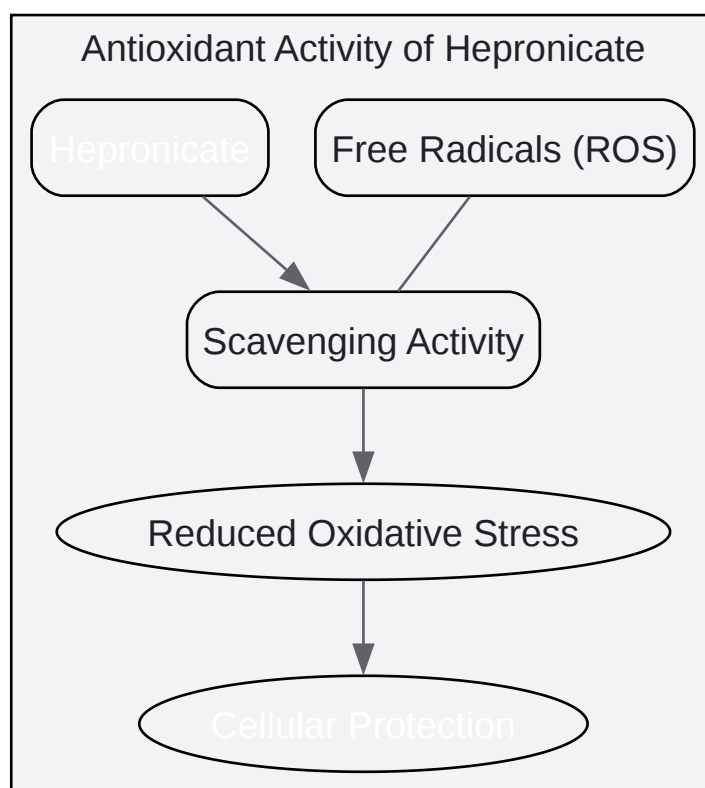 Antioxidant Activity of Hepronicate
Hepronicate
Free Radicals (ROS)
Scavenging Activity
Reduced Oxidative Stress
Cellular Protection